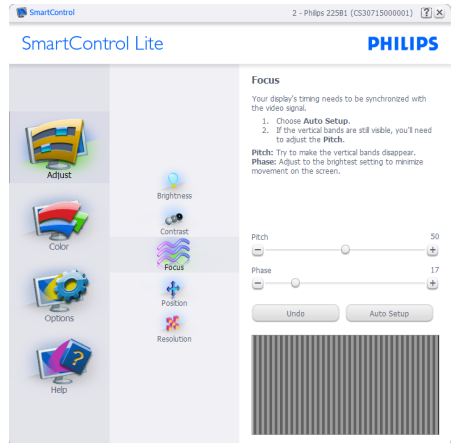 SmartControl
2 - Philips 225B1 (CS30715000001)
?
SmartControl Lite
PHILIPS
Adjust
Color
Options
Help
Brightness
Contrast
Focus
Position
Resolution
Focus
Your display's timing needs to be synchronized with
the video signal.
1. Choose Auto Setup.
2. If the vertical bands are still visible, you'll need
to adjust the Pitch.
Pitch: Try to make the vertical bands disappear.
Phase: Adjust to the brightest setting to minimize
movement on the screen.
Pitch 50
Phase 17
Undo
Auto Setup